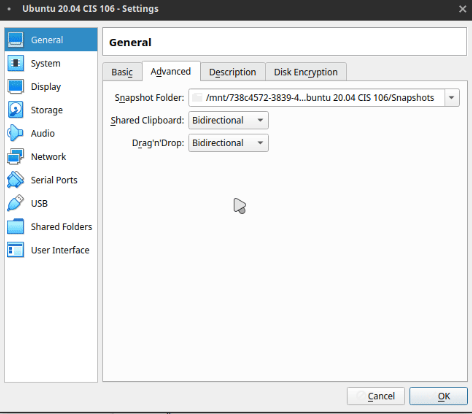 Ubuntu 20.04 CIS 106 - Settings
General
System
Display
Storage
Audio
Network
Serial Ports
USB
Shared Folders
User Interface
General
Basic Advanced Description Disk Encryption
Snapshot Folder: /mnt/738c4572-3839-4...buntu 20.04 CIS 106/Snapshots
Shared Clipboard: Bidirectional
Drag'n'Drop: Bidirectional
Cancel OK